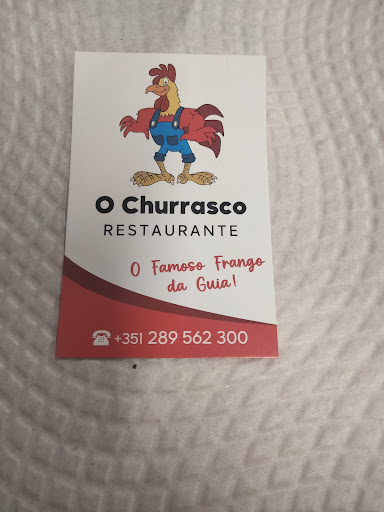 O Churrasco
RESTAURANTE
O Famoso Frango
da Guia!
+351 289 562 300